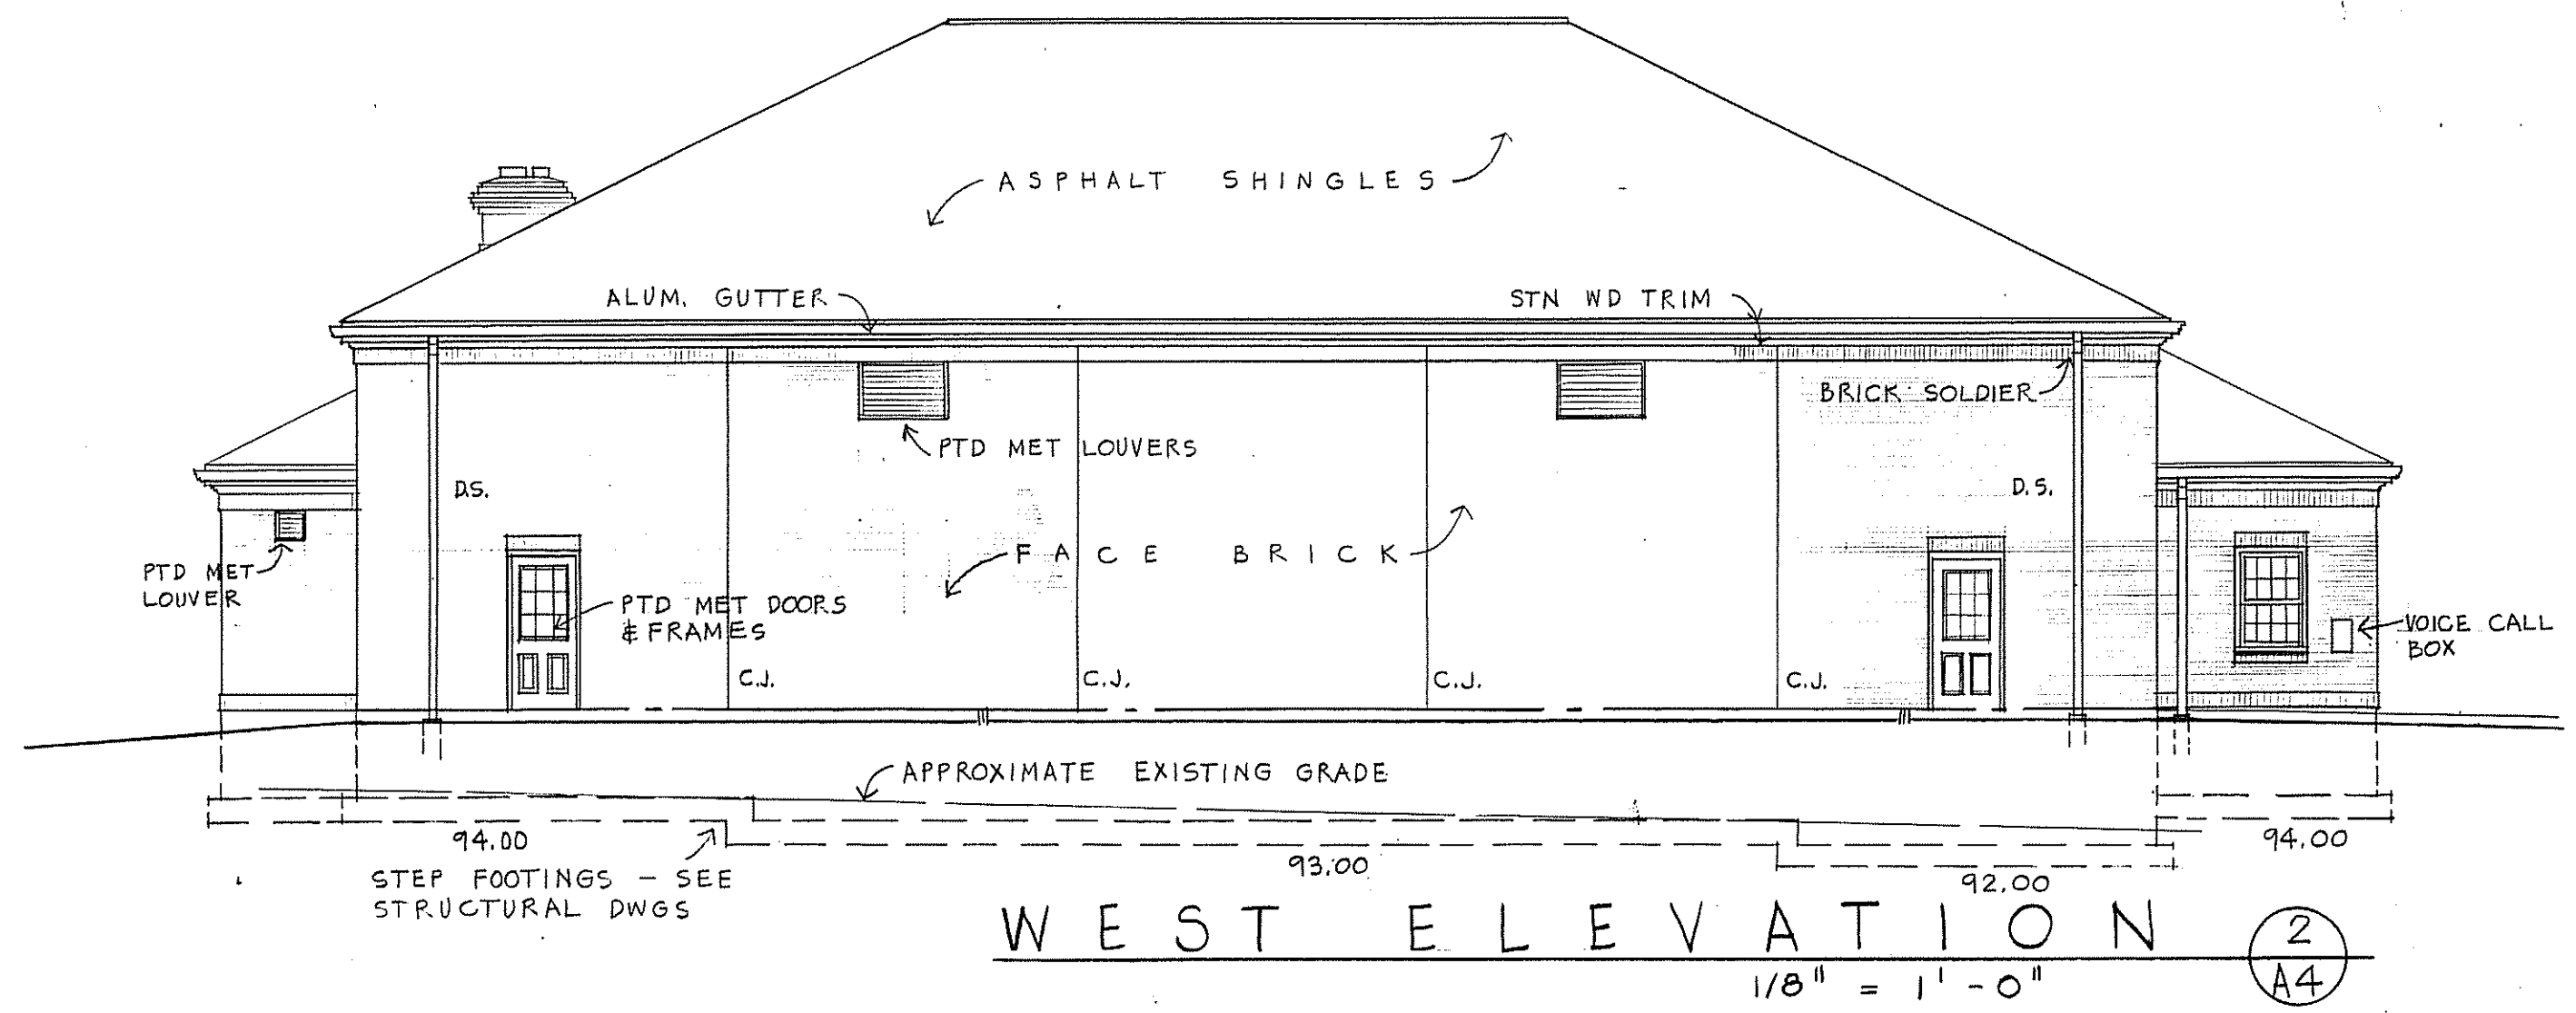 ASPHALT SHINGLES
ALUM. GUTTER
STN WD TRIM
BRICK SOLDIER
PTD MET LOUVERS
D.S.
D.S.
FACE BRICK
PTD MET
LOUVER
PTD MET DOORS
& FRAMES
VOICE CALL
BOX
C.J.
C.J.
C.J.
C.J.
APPROXIMATE EXISTING GRADE
94.00
93.00
92.00
94.00
STEP FOOTINGS - SEE
STRUCTURAL DWGS
WEST ELEVATION
1/8" = 1'-0"
2
A4